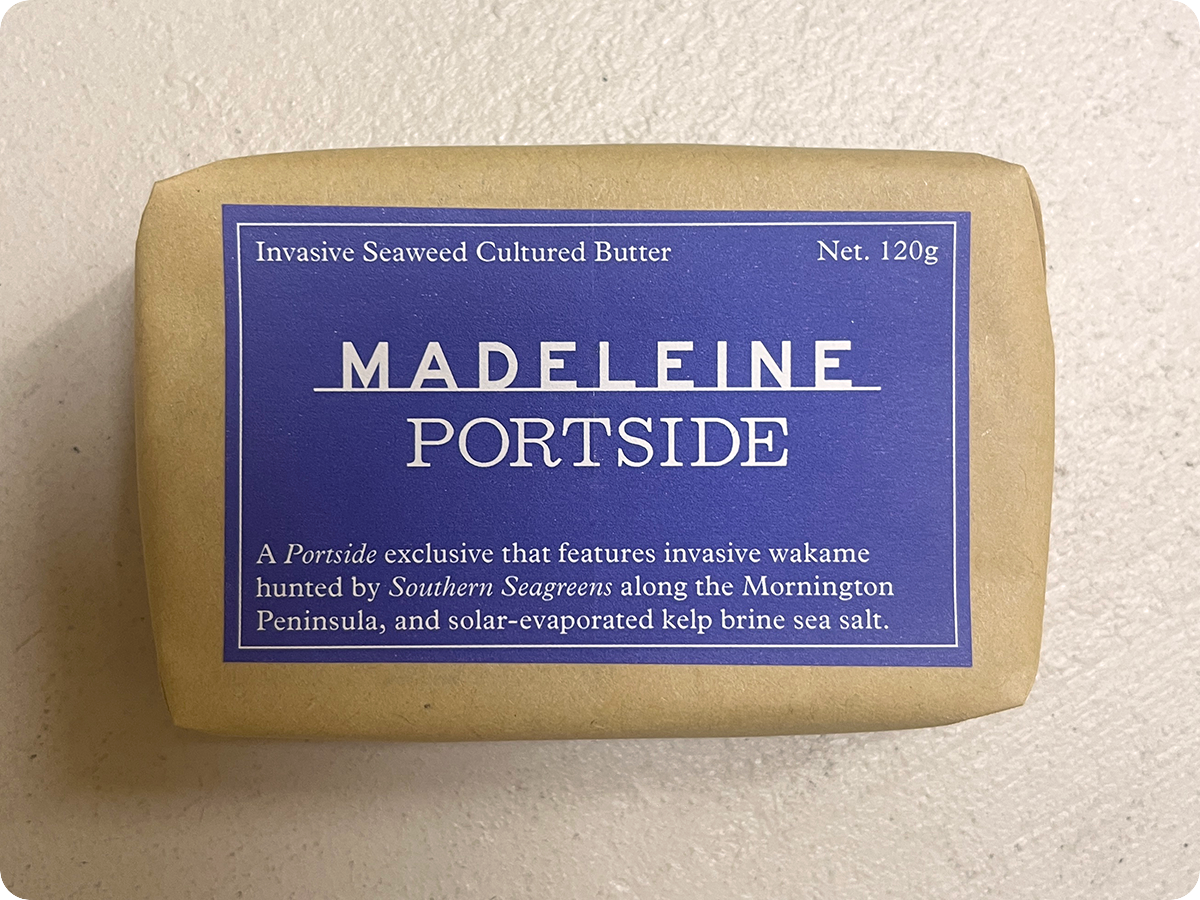 Invasive Seaweed Cultured Butter Net. 120g
MADELEINE
PORTSIDE
A Portside exclusive that features invasive wakame
hunted by Southern Seagreens along the Mornington
Peninsula, and solar-evaporated kelp brine sea salt.